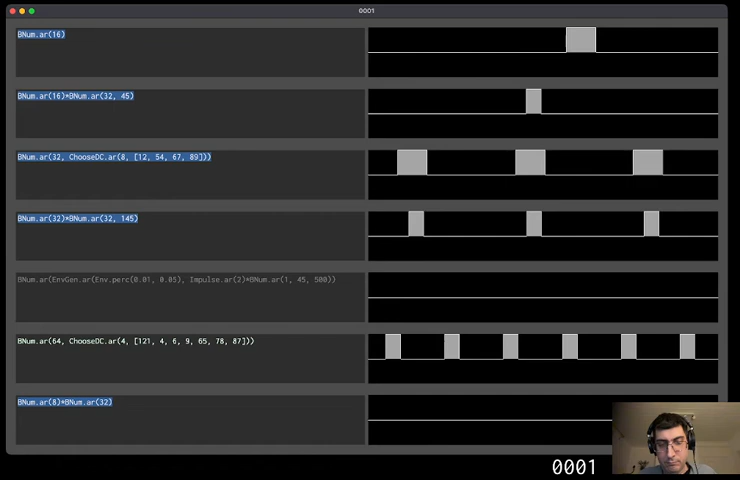 0001
BNum.ar(16)
BNum.ar(16)*BNum.ar(32, 45)
BNum.ar(32, ChooseDC.ar(8, [12, 54, 67, 89]))
BNum.ar(32)*BNum.ar(32, 145)
BNum.ar(EnvGen.ar(Env.perc(0.01, 0.05), Impulse.ar(2)*BNum.ar(1, 45, 500))
BNum.ar(64, ChooseDC.ar(4, [121, 4, 6, 9, 65, 78, 87]))
BNum.ar(8)*BNum.ar(32)
0001